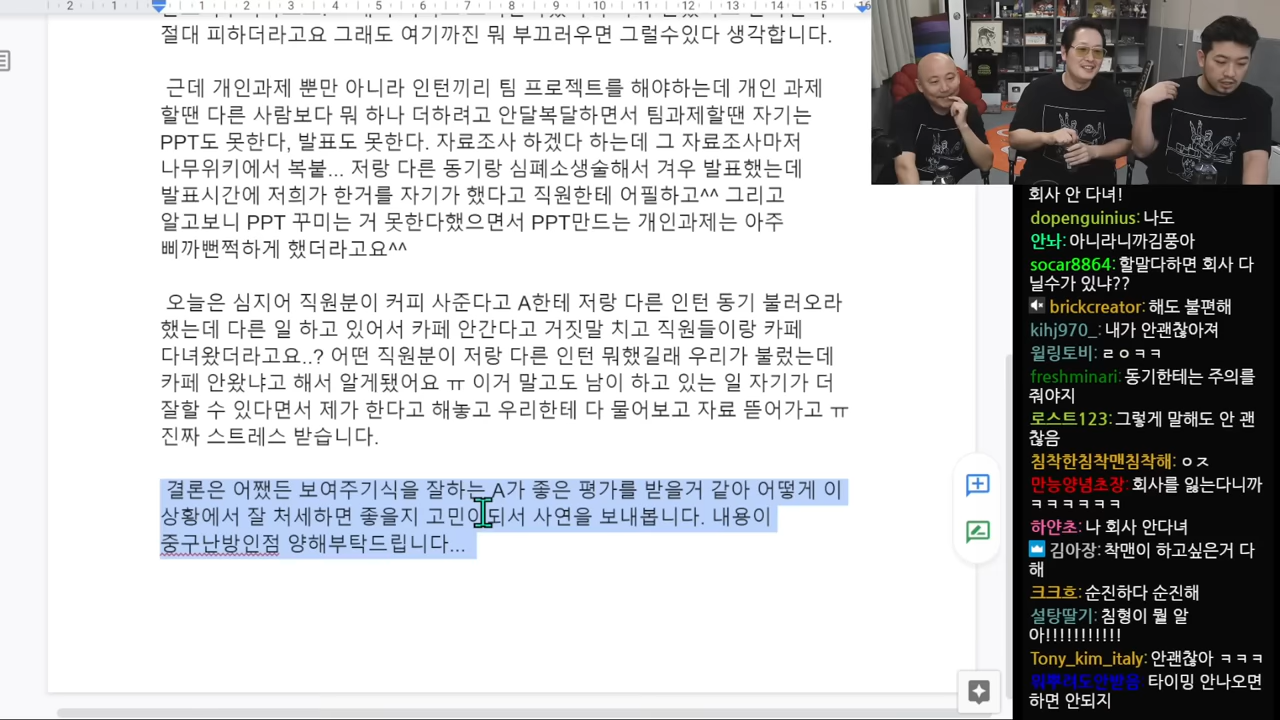 2 1 1 2 3 4 5 6 7 8 9 10 11 12 13 14 15 16
절대 피하더라고요 그래도 여기까진 뭐 부끄러우면 그럴수있다 생각합니다.
근데 개인과제 뿐만 아니라 인턴끼리 팀 프로젝트를 해야하는데 개인 과제
할땐 다른 사람보다 뭐 하나 더하려고 안달복달하면서 팀과제할땐 자기는
PPT도 못한다, 발표도 못한다. 자료조사 하겠다 하는데 그 자료조사마저
나무위키에서 복붙... 저랑 다른 동기랑 심폐소생술해서 겨우 발표했는데
발표시간에 저희가 한거를 자기가 했다고 직원한테 어필하고^^ 그리고
알고보니 PPT 꾸미는 거 못한다했으면서 PPT만드는 개인과제는 아주
삐까뻔쩍하게 했더라고요^^
오늘은 심지어 직원분이 커피 사준다고 A한테 저랑 다른 인턴 동기 불러오라
했는데 다른 일 하고 있어서 카페 안간다고 거짓말 치고 직원들이랑 카페
다녀왔더라고요..? 어떤 직원분이 저랑 다른 인턴 뭐했길래 우리가 불렀는데
카페 안왔냐고 해서 알게됐어요 ㅠ 이거 말고도 남이 하고 있는 일 자기가 더
잘할 수 있다면서 제가 한다고 해놓고 우리한테 다 물어보고 자료 뜯어가고 ㅠ
진짜 스트레스 받습니다.
결론은 어쨌든 보여주기식을 잘하는 A가 좋은 평가를 받을거 같아 어떻게 이
상황에서 잘 처세하면 좋을지 고민이되서 사연을 보내봅니다. 내용이
중구난방인점 양해부탁드립니다...
회사 안 다녀!
dopenguinius: 나도
안놔: 아니라니까김풍아
socar8864: 할말다하면 회사 다
닐수가 있냐??
brickcreator: 해도 불편해
kihj970_: 내가 안괜찮아져
윌링토비: ㄹㅇㅋㅋ
freshminari: 동기한테는 주의를
줘야지
로스트123: 그렇게 말해도 안 괜
찮음
침착한침착맨침착해: ㅇㅈ
만능양념초장: 회사를 잃는다니까
ㅋㅋㅋㅋㅋㅋ
하얀초: 나 회사 안다녀
김아장: 착맨이 하고싶은거 다
해
크크흐: 순진하다 순진해
설탕딸기: 침형이 뭘 알
아!!!!!!!!!!!
Tony_kim_italy: 안괜찮아 ㅋㅋㅋ
워뿌려도안받음: 타이밍 안나오면
하면 안되지